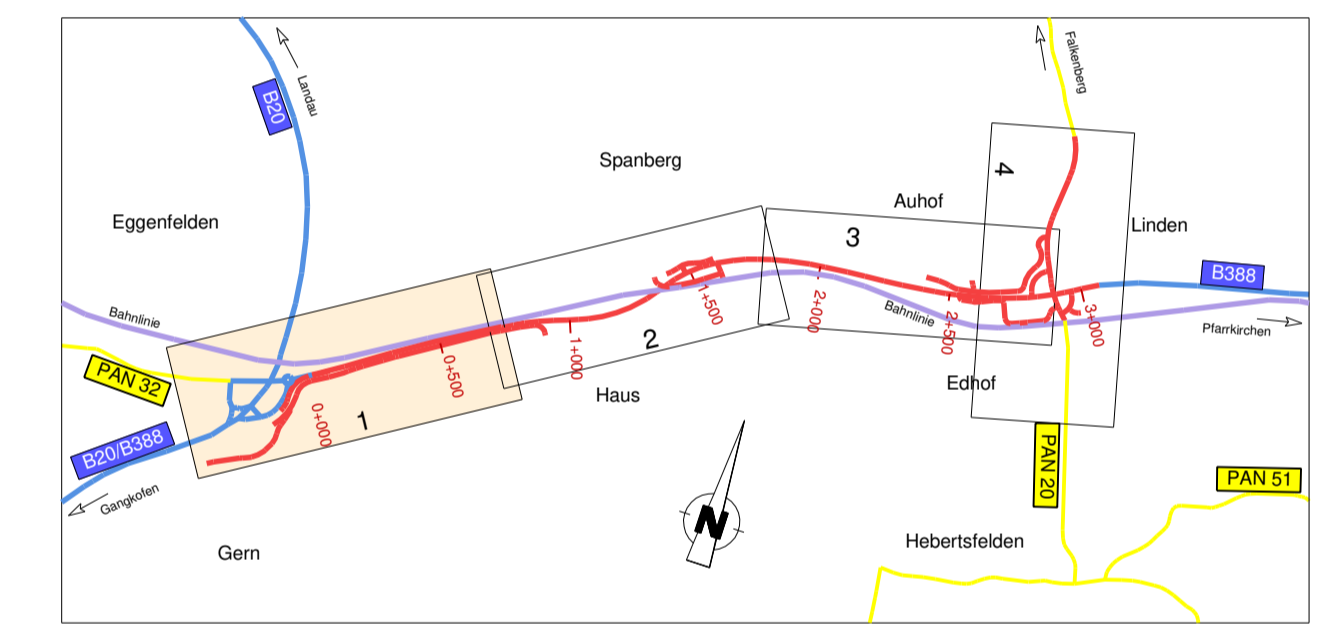 Falkenberg
Landau
B20
Spanberg
4
Auhof
Eggenfelden
Linden
3
B388
Bahnlinie
1+500
2+000
Bahnlinie
2+500
3+000
Pfarrkirchen
2
1+000
0+500
PAN 32
Edhof
Haus
0+000
1
B20/B388
PAN 20
PAN 51
Gangkofen
N
Gern
Hebertsfelden